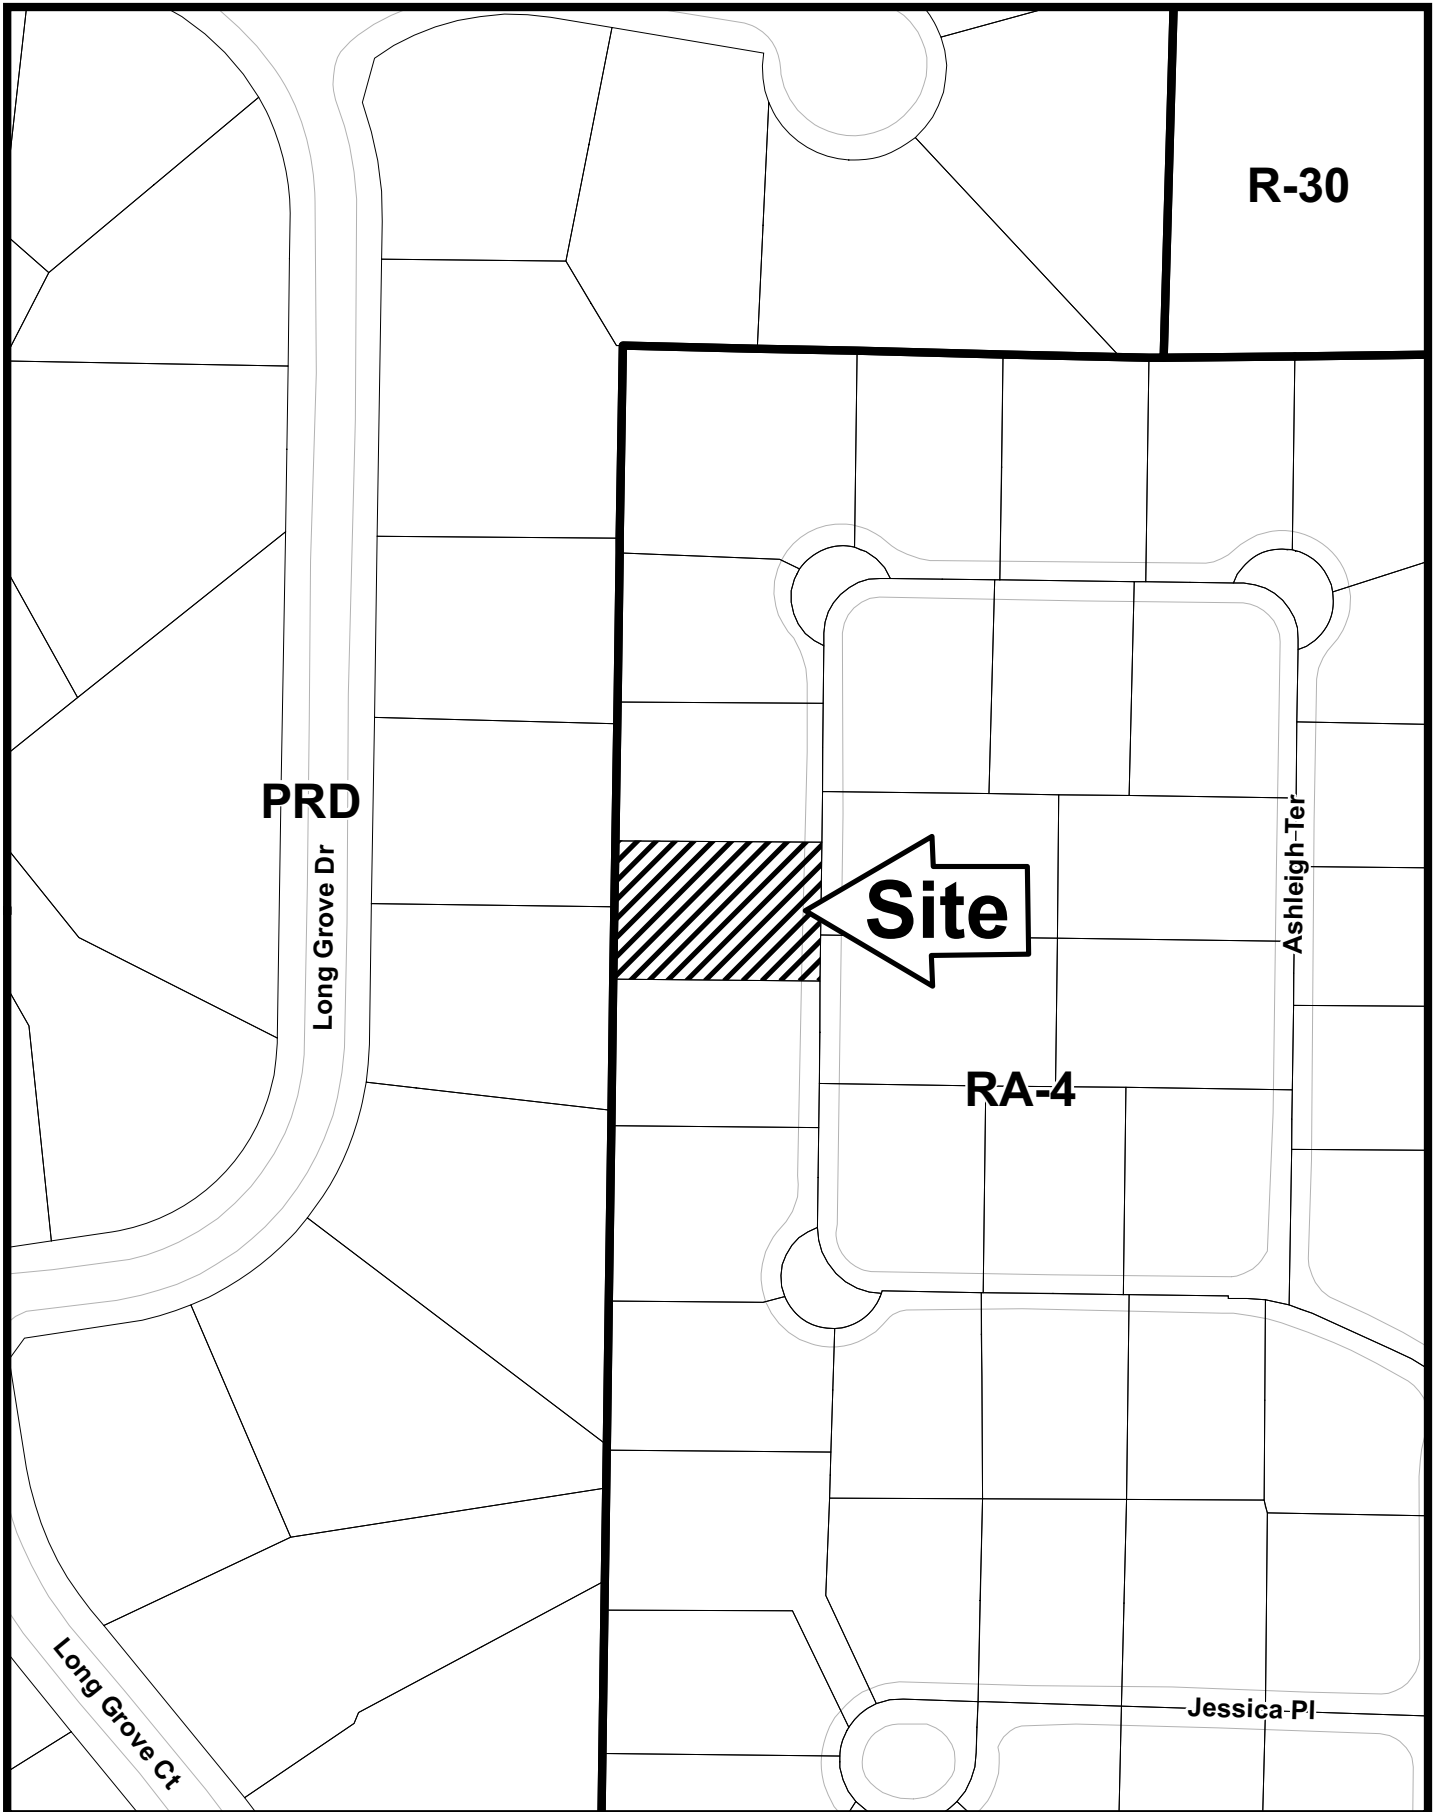 R-30
PRD
Long Grove Dr
Site
Ashleigh Ter
RA-4
Long Grove Ct
Jessica Pl